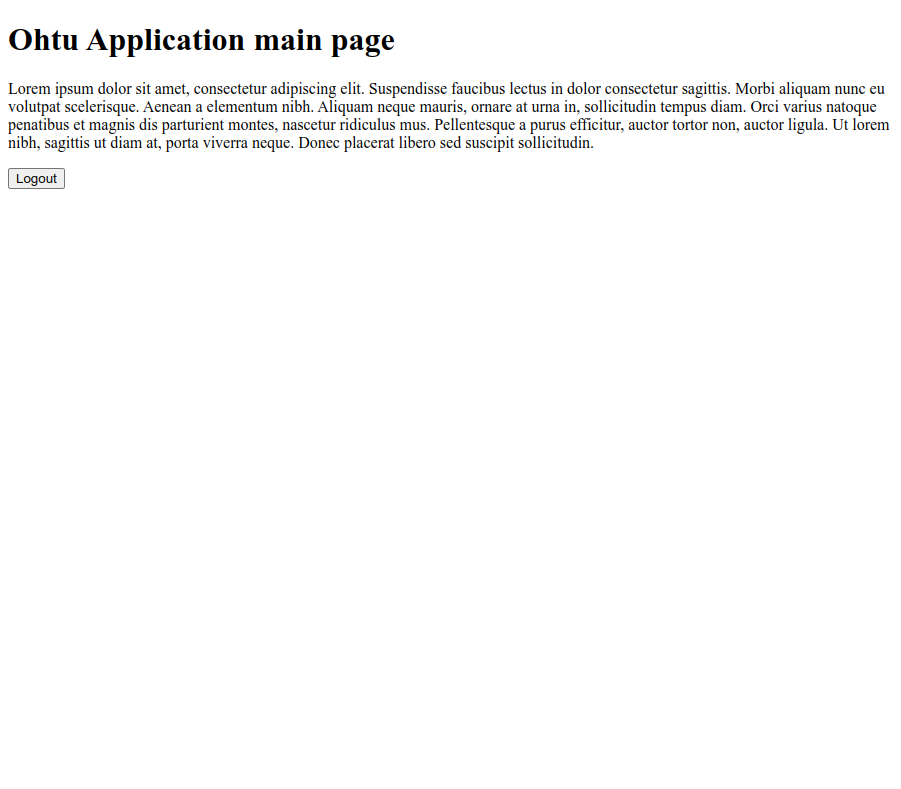 Ohtu Application main page
Lorem ipsum dolor sit amet, consectetur adipiscing elit. Suspendisse faucibus lectus in dolor consectetur sagittis. Morbi aliquam nunc eu
volutpat scelerisque. Aenean a elementum nibh. Aliquam neque mauris, ornare at urna in, sollicitudin tempus diam. Orci varius natoque
penatibus et magnis dis parturient montes, nascetur ridiculus mus. Pellentesque a purus efficitur, auctor tortor non, auctor ligula. Ut lorem
nibh, sagittis ut diam at, porta viverra neque. Donec placerat libero sed suscipit sollicitudin.
Logout